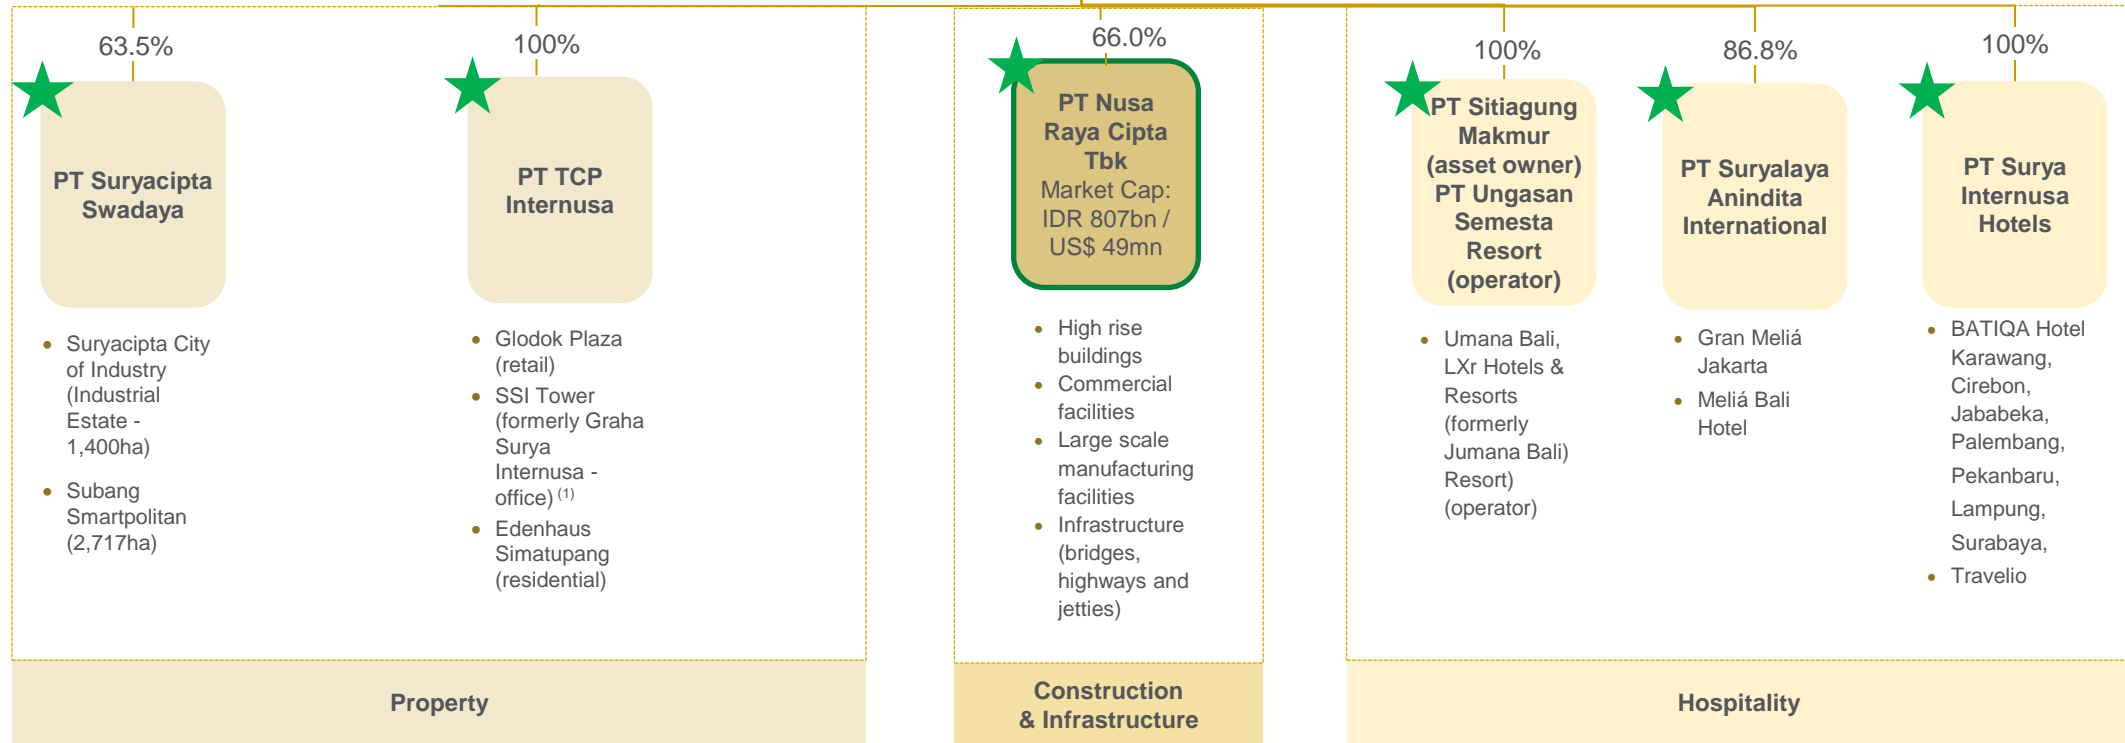 63.5%
PT Suryacipta
Swadaya
• Suryacipta City
of Industry
(Industrial
Estate -
1,400ha)
• Subang
Smartpolitan
(2,717ha)
100%
PT TCP
Internusa
• Glodok Plaza
(retail)
• SSI Tower
(formerly Graha
Surya
Internusa -
office) (1)
• Edenhaus
Simatupang
(residential)
Property
66.0%
PT Nusa
Raya Cipta
Tbk
Market Cap:
IDR 807bn /
US$ 49mn
• High rise
buildings
• Commercial
facilities
• Large scale
manufacturing
facilities
• Infrastructure
(bridges,
highways and
jetties)
Construction
& Infrastructure
100%
PT Sitiagung
Makmur
(asset owner)
PT Ungasan
Semesta
Resort
(operator)
• Umana Bali,
LXr Hotels &
Resorts
(formerly
Jumana Bali)
Resort)
(operator)
86.8%
PT Suryalaya
Anindita
International
• Gran Meliá
Jakarta
• Meliá Bali
Hotel
100%
PT Surya
Internusa
Hotels
• BATIQA Hotel
Karawang,
Cirebon,
Jababeka,
Palembang,
Pekanbaru,
Lampung,
Surabaya,
• Travelio
Hospitality